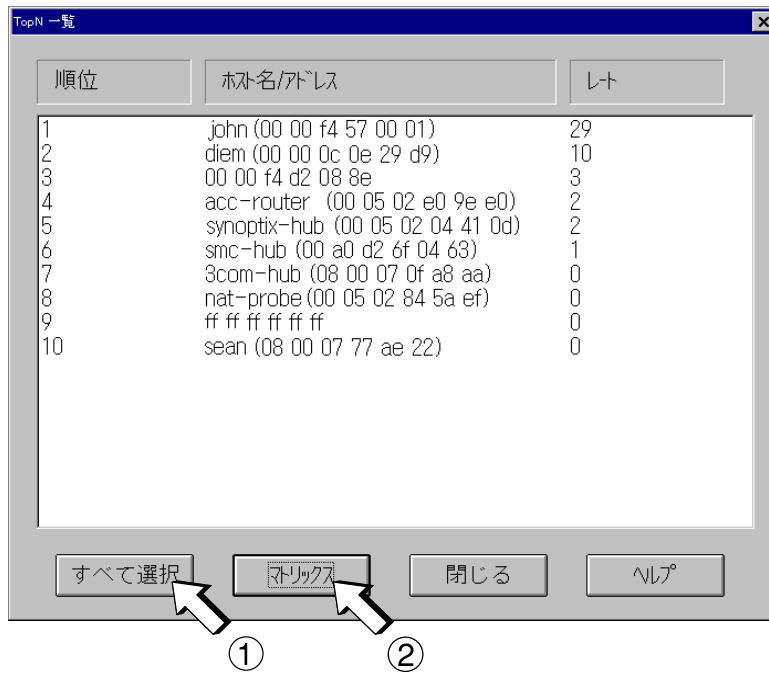 TopN 一覧
順位 ﾎｽﾄ名/ｱﾄﾞﾚｽ ﾚｰﾄ
1 john (00 00 f4 57 00 01) 29
2 diem (00 00 0c 0e 29 d9) 10
3 00 00 f4 d2 08 8e 3
4 acc-router (00 05 02 e0 9e e0) 2
5 synoptix-hub (00 05 02 04 41 0d) 2
6 smc-hub (00 a0 d2 6f 04 63) 1
7 3com-hub (08 00 07 0f a8 aa) 0
8 nat-probe (00 05 02 84 5a ef) 0
9 ff ff ff ff ff ff 0
10 sean (08 00 07 77 ae 22) 0
すべて選択 ﾏﾄﾘｯｸｽ 閉じる ﾍﾙﾌﾟ
① ②